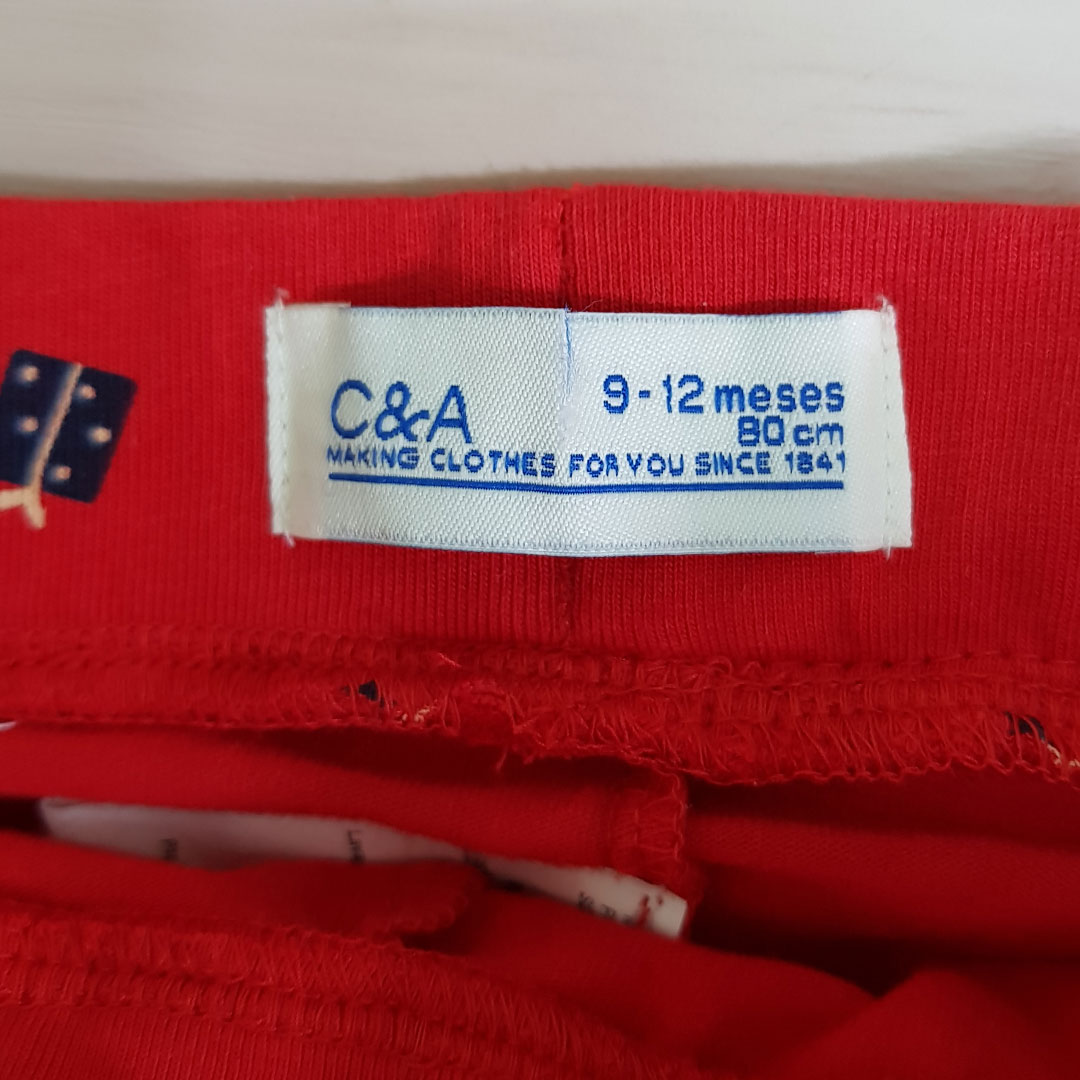 C&A
9-12 meses
80 cm
MAKING CLOTHES FOR YOU SINCE 1841